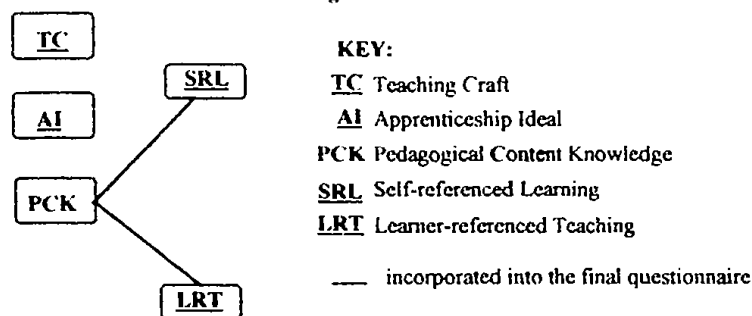 TC
AI
PCK
SRL
LRT
KEY:
TC Teaching Craft
AI Apprenticeship Ideal
PCK Pedagogical Content Knowledge
SRL Self-referenced Learning
LRT Learner-referenced Teaching
incorporated into the final questionnaire